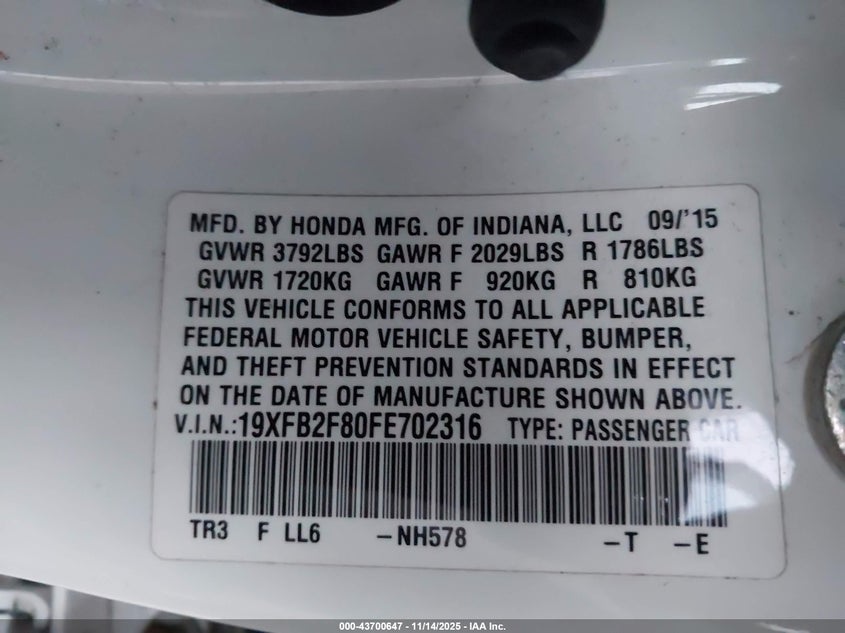 MFD. BY HONDA MFG. OF INDIANA, LLC 09/'15
GVWR 3792LBS GAWR F 2029LBS R 1786LBS
GVWR 1720KG GAWR F 920KG R 810KG
THIS VEHICLE CONFORMS TO ALL APPLICABLE
FEDERAL MOTOR VEHICLE SAFETY, BUMPER,
AND THEFT PREVENTION STANDARDS IN EFFECT
ON THE DATE OF MANUFACTURE SHOWN ABOVE.
V.I.N.:19XFB2F80FE702316 TYPE: PASSENGER CAR
TR3 F LL6 -NH578 -T -E
000-43700647 - 11/14/2025 - IAA Inc.